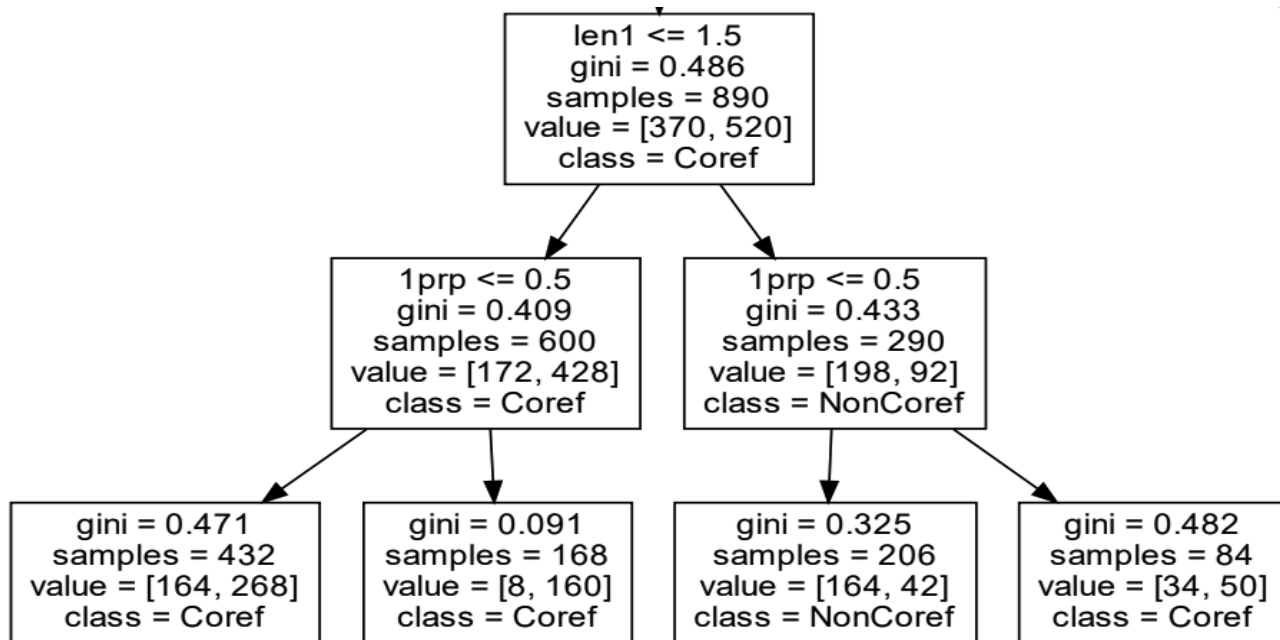 len1 <= 1.5
gini = 0.486
samples = 890
value = [370, 520]
class = Coref
1prp <= 0.5
gini = 0.409
samples = 600
value = [172, 428]
class = Coref
1prp <= 0.5
gini = 0.433
samples = 290
value = [198, 92]
class = NonCoref
gini = 0.471
samples = 432
value = [164, 268]
class = Coref
gini = 0.091
samples = 168
value = [8, 160]
class = Coref
gini = 0.325
samples = 206
value = [164, 42]
class = NonCoref
gini = 0.482
samples = 84
value = [34, 50]
class = Coref